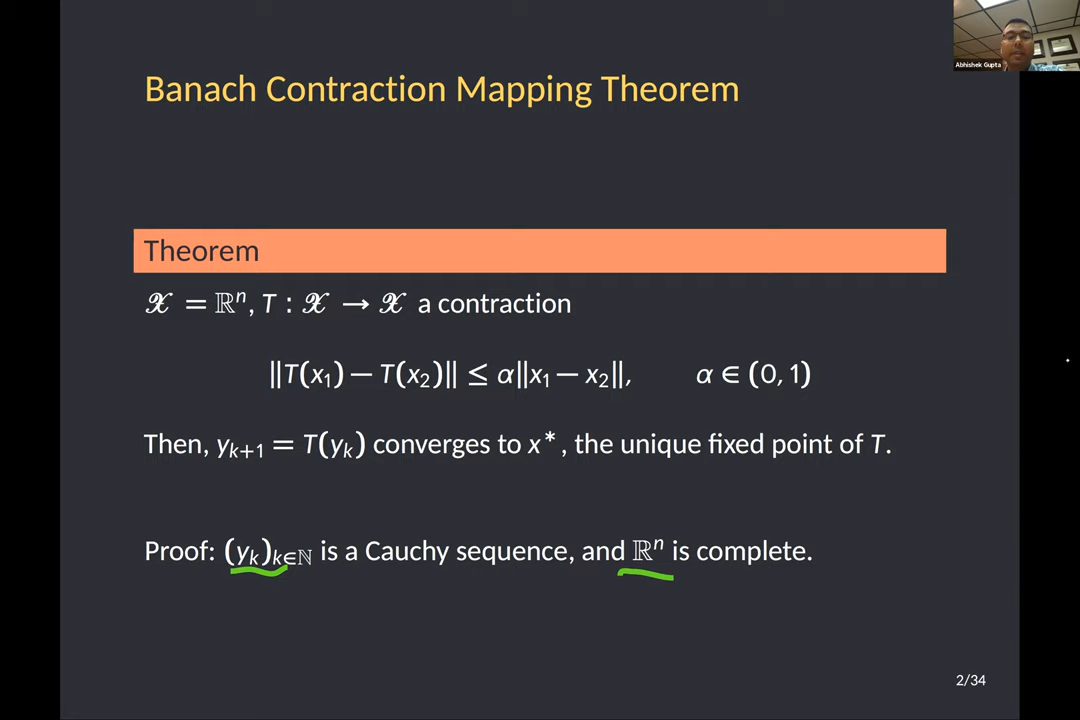 Abhishek Gupta
Banach Contraction Mapping Theorem
Theorem
𝒳 = ℝⁿ, T : 𝒳 → 𝒳 a contraction
‖T(x₁) − T(x₂)‖ ≤ α‖x₁ − x₂‖, α ∈ (0, 1)
Then, yₖ₊₁ = T(yₖ) converges to x*, the unique fixed point of T.
Proof: (yₖ)ₖ∈ℕ is a Cauchy sequence, and ℝⁿ is complete.
2/34